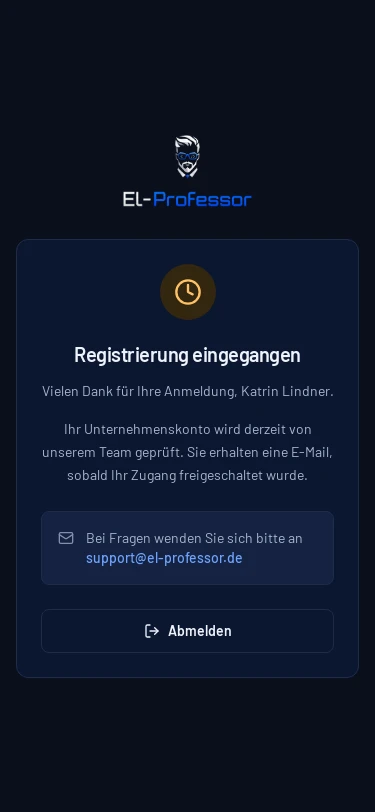 El-Professor
Registrierung eingegangen
Vielen Dank für Ihre Anmeldung, Katrin Lindner.
Ihr Unternehmenskonto wird derzeit von
unserem Team geprüft. Sie erhalten eine E-Mail,
sobald Ihr Zugang freigeschaltet wurde.
Bei Fragen wenden Sie sich bitte an
support@el-professor.de
Abmelden